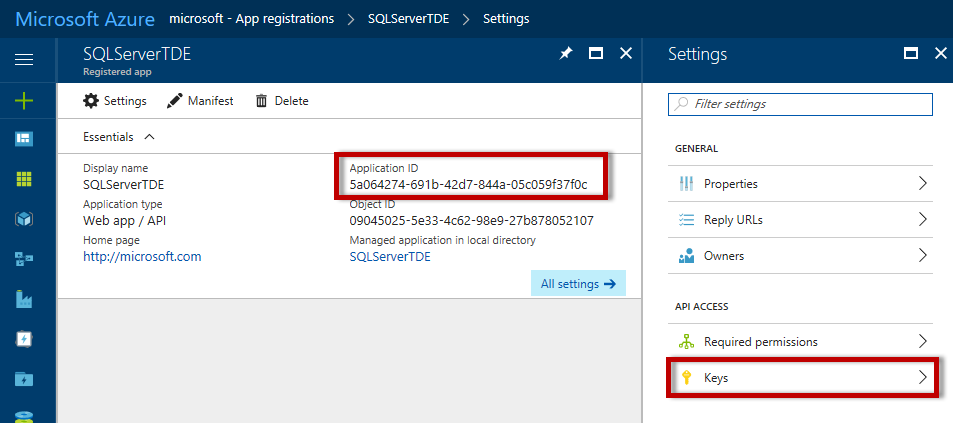 Microsoft Azure microsoft - App registrations > SQLServerTDE > Settings
SQLServerTDE
Registered app
Settings Manifest Delete
Essentials
Display name
SQLServerTDE
Application type
Web app / API
Home page
http://microsoft.com
Application ID
5a064274-691b-42d7-844a-05c059f37f0c
Object ID
09045025-5e33-4c62-98e9-27b878052107
Managed application in local directory
SQLServerTDE
All settings
Settings
Filter settings
GENERAL
Properties
Reply URLs
Owners
API ACCESS
Required permissions
Keys